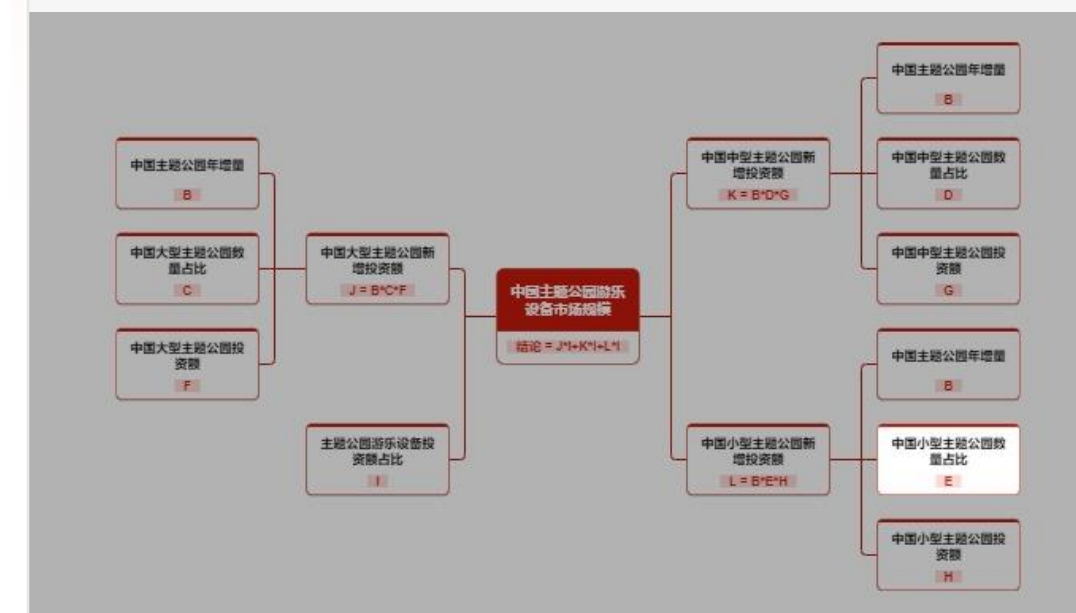 中国主题公园年增量
B
中国大型主题公园数
量占比
C
中国大型主题公园投
资额
F
中国大型主题公园新
增投资额
J = B*C*F
主题公园游乐设备投
资额占比
I
中国主题公园游乐
设备市场规模
结论 = J*I+K*I+L*I
中国中型主题公园新
增投资额
K = B*D*G
中国主题公园年增量
B
中国中型主题公园数
量占比
D
中国中型主题公园投
资额
G
中国小型主题公园新
增投资额
L = B*E*H
中国主题公园年增量
B
中国小型主题公园数
量占比
E
中国小型主题公园投
资额
H